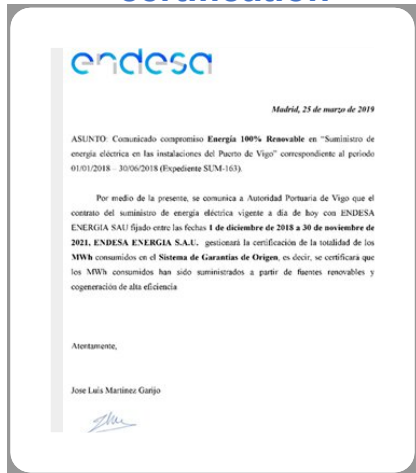 certification
endesa
Madrid, 25 de marzo de 2019
ASUNTO: Comunicado compromiso Energía 100% Renovable en “Suministro de
energía eléctrica en las instalaciones del Puerto de Vigo” correspondiente al periodo
01/01/2018 – 30/06/2018 (Expediente SUM-163).
Por medio de la presente, se comunica a Autoridad Portuaria de Vigo que el
contrato del suministro de energía eléctrica vigente a día de hoy con ENDESA
ENERGIA SAU fijado entre las fechas 1 de diciembre de 2018 a 30 de noviembre de
2021, ENDESA ENERGIA S.A.U. gestionará la certificación de la totalidad de los
MWh consumidos en el Sistema de Garantías de Origen, es decir, se certificará que
los MWh consumidos han sido suministrados a partir de fuentes renovables y
cogeneración de alta eficiencia
Atentamente,
Jose Luis Martínez Garijo